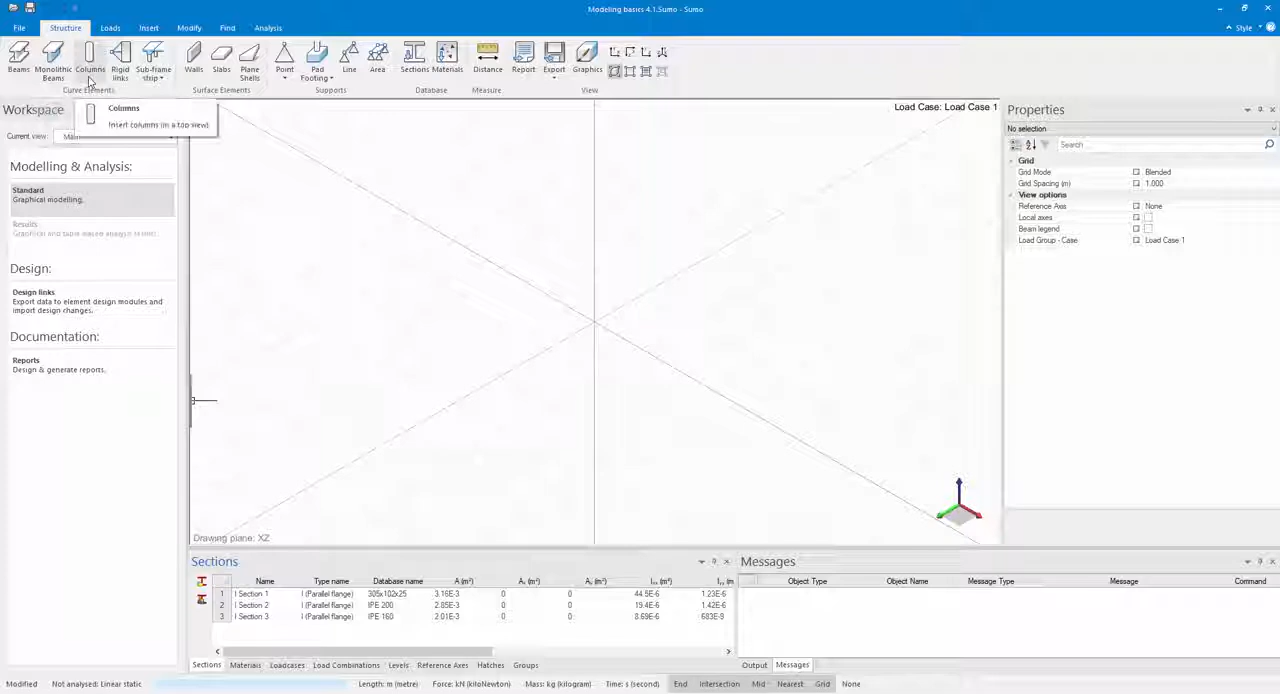 Modelling basics 4.1.Sumo - Sumo
File Structure Loads Insert Modify Find Analysis Style
Beams Monolithic Beams Columns Rigid links Sub-frame strip Walls Slabs Plane Shells Point Pad Footing Line Area Sections Materials Distance Report Export Graphics
Curve Elements Surface Elements Supports Database Measure View
Columns
Insert columns (in a top view)
Workspace
Current view: Main
Modelling & Analysis:
Standard
Graphical modelling.
Results
Graphical and table based analysis results.
Design:
Design links
Export data to element design modules and
import design changes.
Documentation:
Reports
Design & generate reports.
Load Case: Load Case 1
Drawing plane: XZ
Properties
No selection
Search
Grid
Grid Mode Blended
Grid Spacing (m) 1.000
View options
Reference Axis None
Local axes
Beam legend
Load Group - Case Load Case 1
Sections
Name Type name Database name A (m²)
1 I Section 1 I (Parallel flange) 305x102x25 3.16E-3 0 0 44.5E-6 1.23E-6
2 I Section 2 I (Parallel flange) IPE 200 2.85E-3 0 0 19.4E-6 1.42E-6
3 I Section 3 I (Parallel flange) IPE 160 2.01E-3 0 0 8.69E-6 683E-9
Sections Materials Loadcases Load Combinations Levels Reference Axes Hatches Groups
Messages
Object Type Object Name Message Type Message Command
Output Messages
Modified Not analysed: Linear static Length: m (metre) Force: kN (kiloNewton) Mass: kg (kilogram) Time: s (second) End Intersection Mid Nearest Grid None